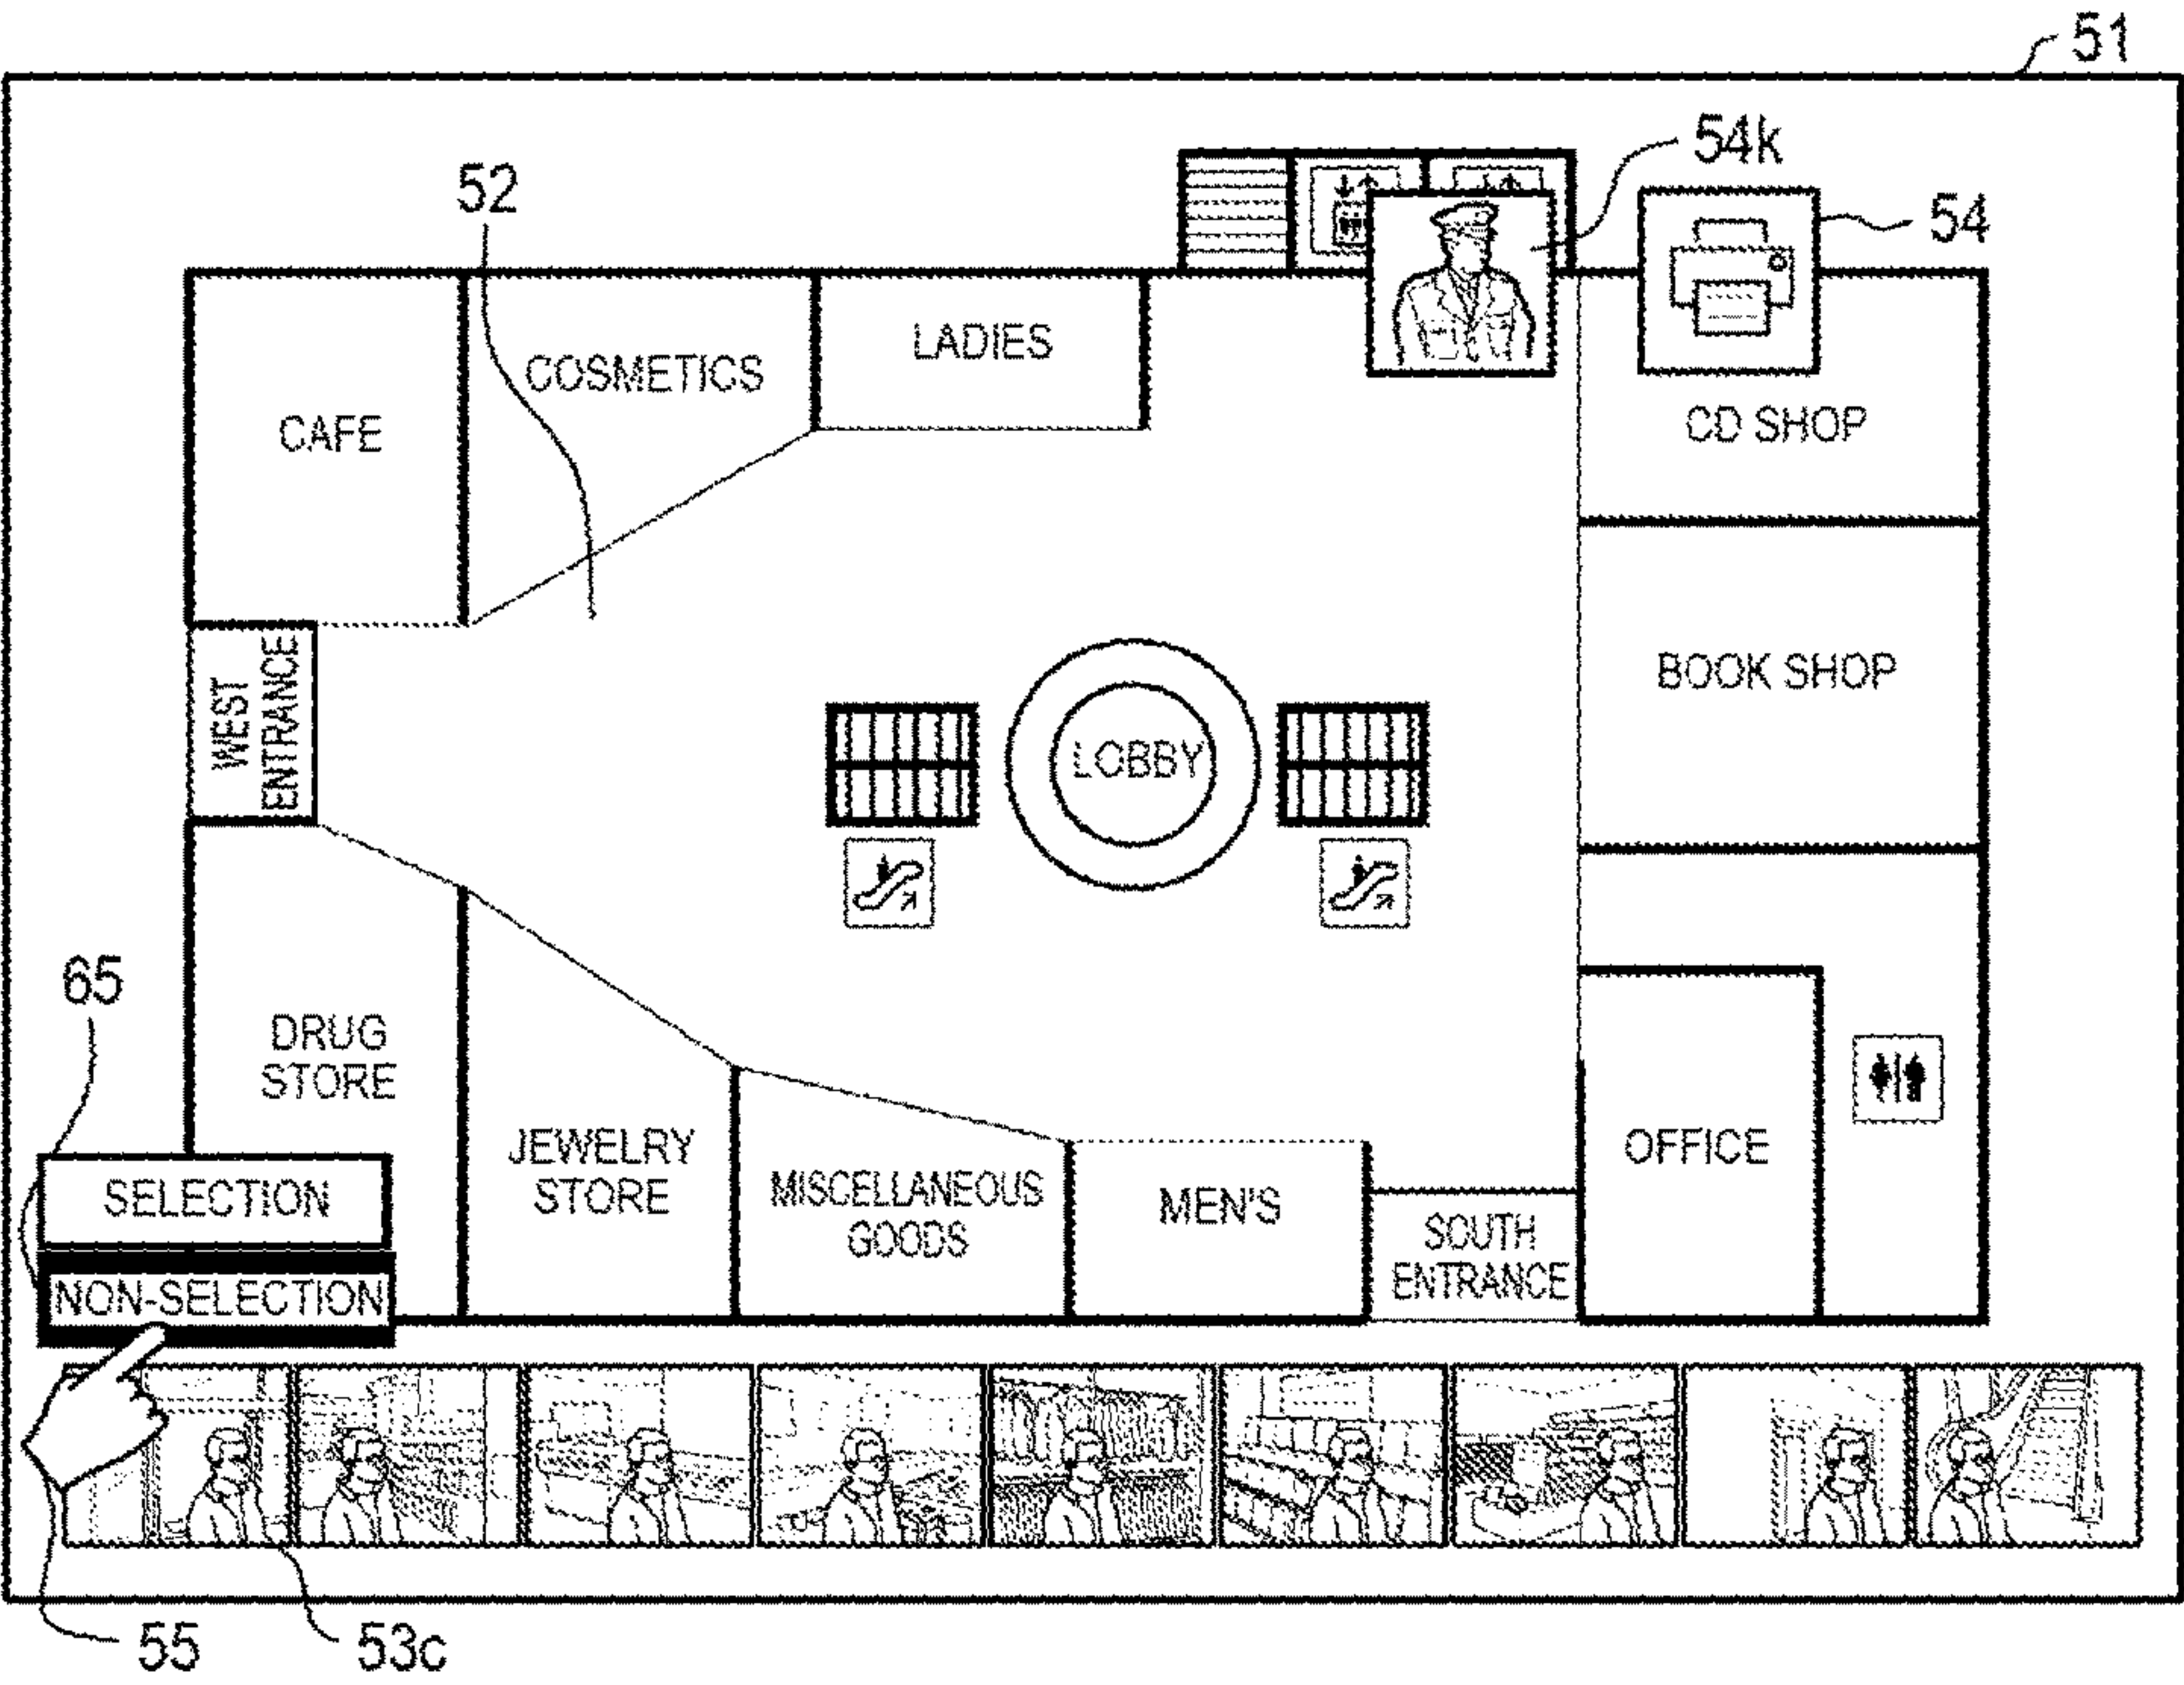 51
54k
52
54
LADIES
COSMETICS
CAFE
CD SHOP
WEST
ENTRANCE
BOOK SHOP
LOBBY
65
DRUG
STORE
JEWELRY
STORE
MISCELLANEOUS
GOODS
MEN'S
OFFICE
SELECTION
SOUTH
ENTRANCE
NON-SELECTION
55
53c